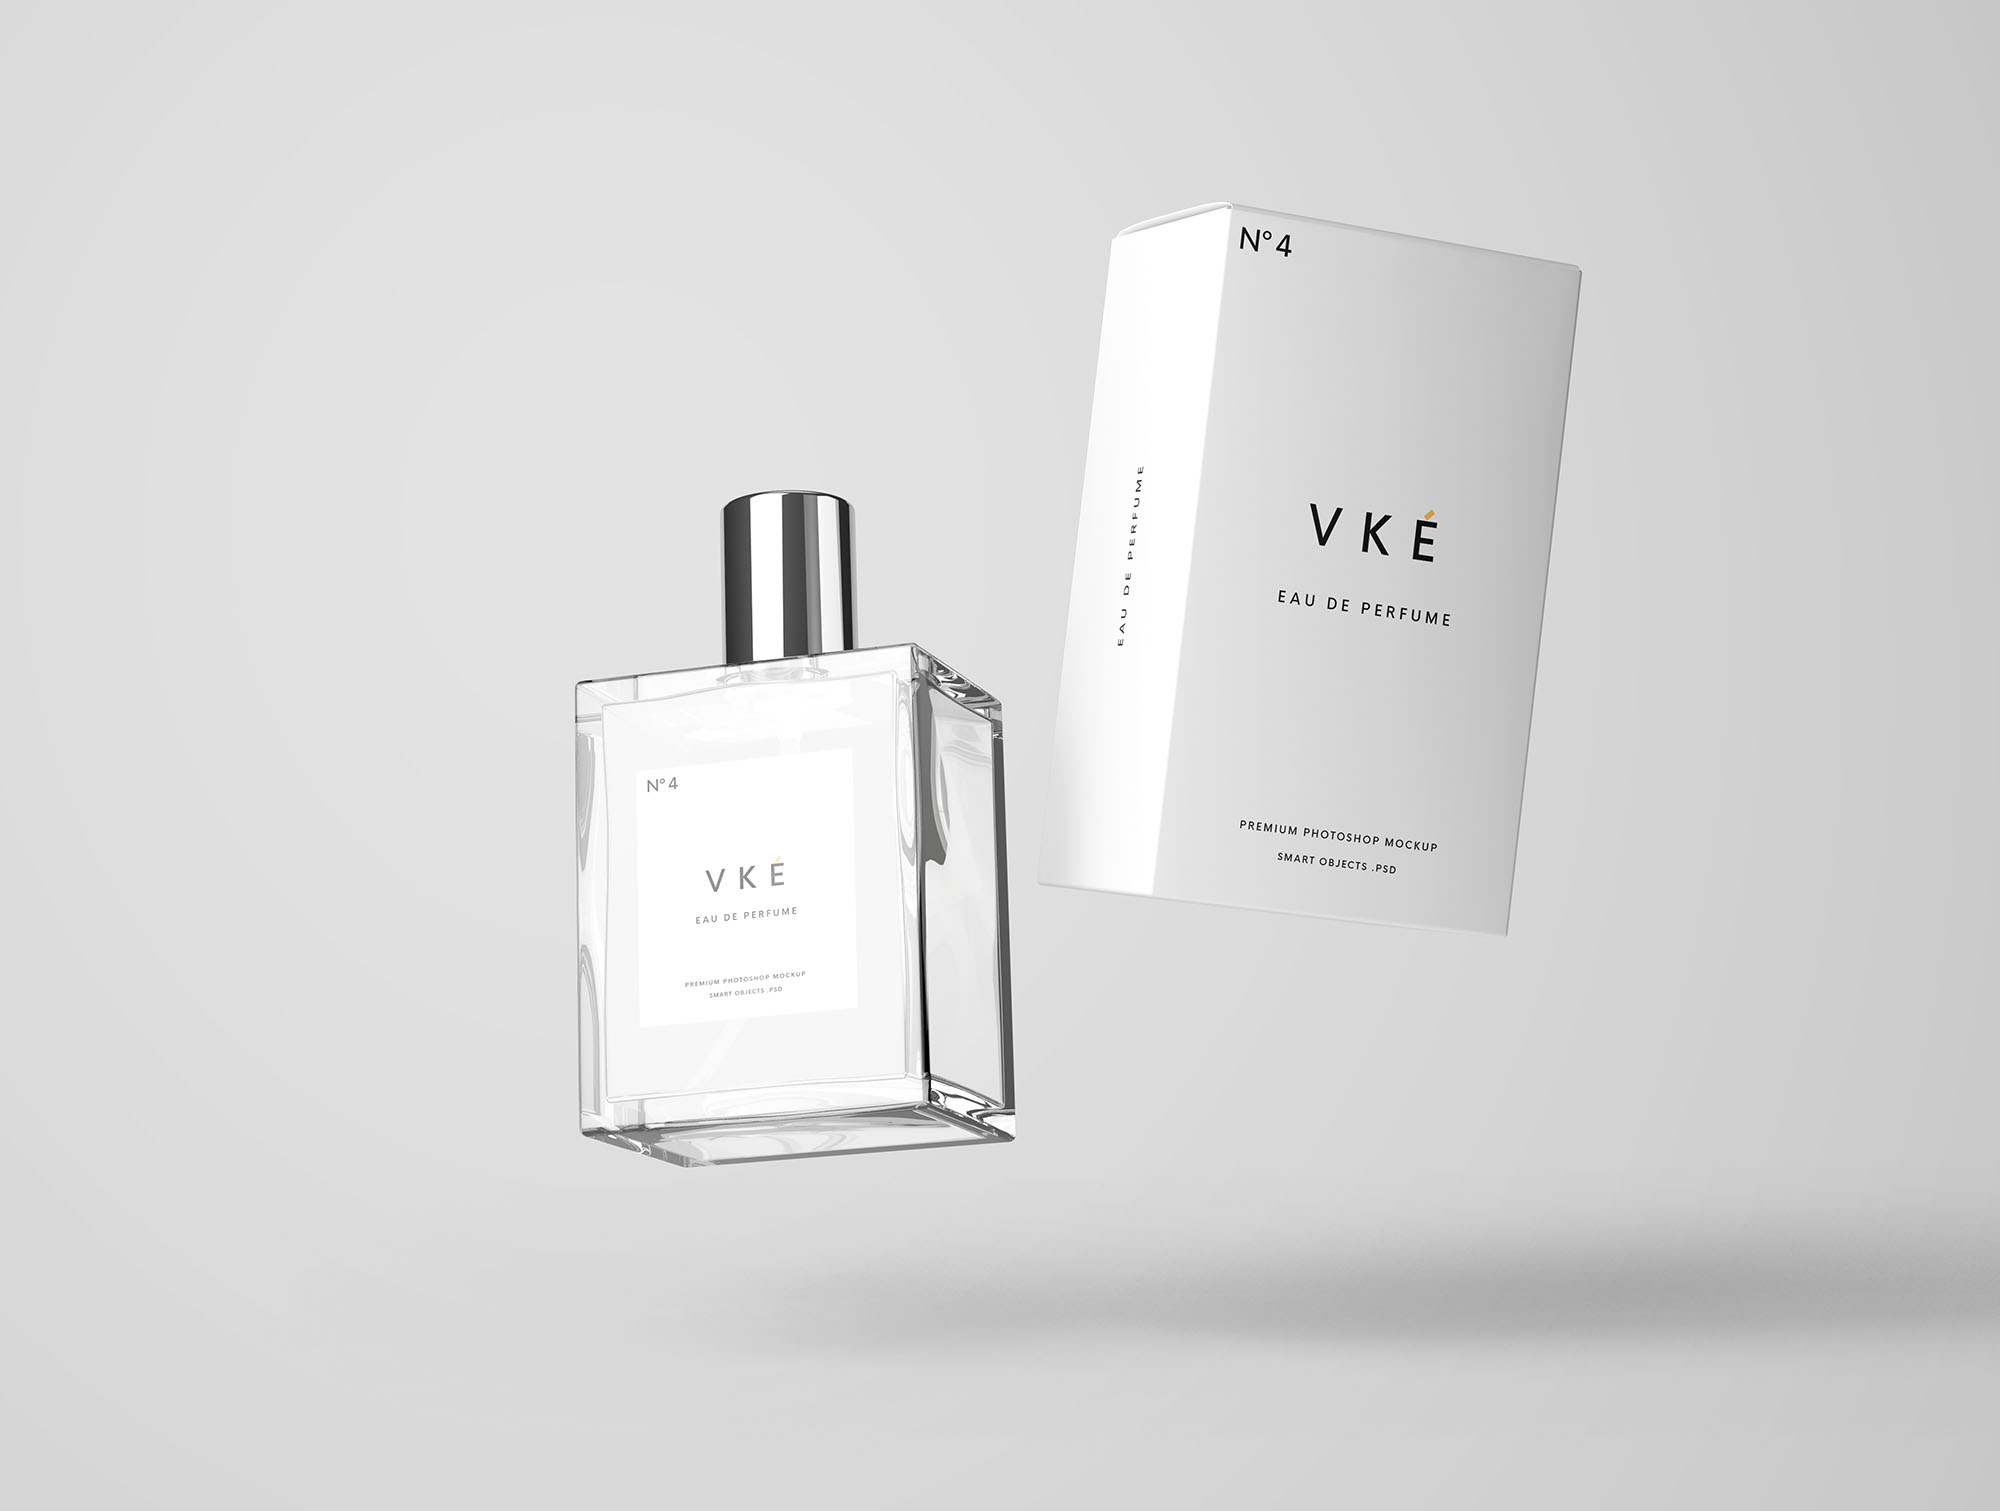 N° 4
VKÉ
EAU DE PERFUME
PREMIUM PHOTOSHOP MOCKUP
SMART OBJECTS .PSD
N° 4
EAU DE PERFUME
VKÉ
EAU DE PERFUME
PREMIUM PHOTOSHOP MOCKUP
SMART OBJECTS .PSD